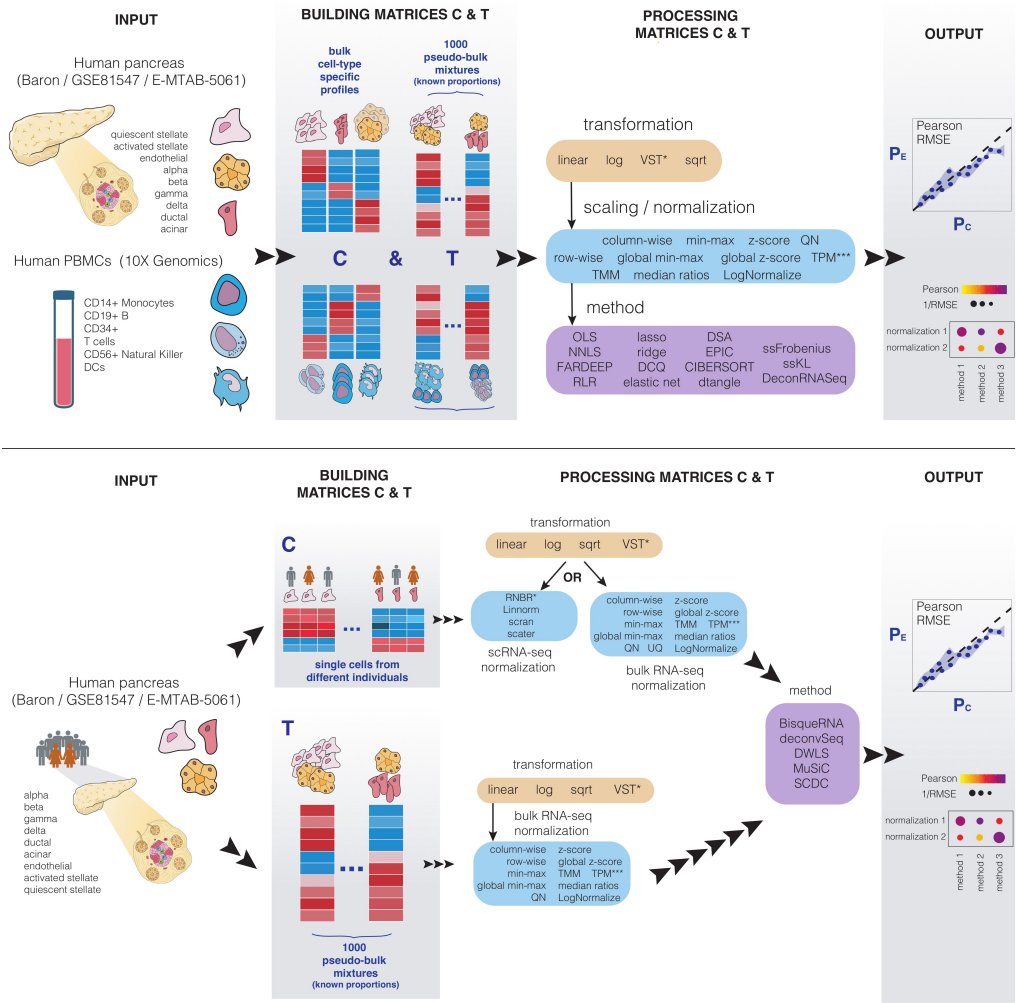 INPUT
BUILDING MATRICES C & T
PROCESSING
MATRICES C & T
OUTPUT
Human pancreas
(Baron / GSE81547 / E-MTAB-5061)
quiescent stellate
activated stellate
endothelial
alpha
beta
gamma
delta
ductal
acinar
Human PBMCs (10X Genomics)
CD14+ Monocytes
CD19+ B
CD34+
T cells
CD56+ Natural Killer
DCs
bulk
cell-type
specific
profiles
1000
pseudo-bulk
mixtures
(known proportions)
...
C & T
...
transformation
linear log VST* sqrt
scaling / normalization
column-wise min-max z-score QN
row-wise global min-max global z-score TPM***
TMM median ratios LogNormalize
method
OLS lasso DSA
NNLS ridge EPIC ssFrobenius
FARDEEP DCQ CIBERSORT ssKL
RLR elastic net dtangle DeconRNASeq
Pearson
RMSE
PE
PC
Pearson
1/RMSE
normalization 1
normalization 2
method 1
method 2
method 3
INPUT
BUILDING
MATRICES C & T
PROCESSING MATRICES C & T
OUTPUT
Human pancreas
(Baron / GSE81547 / E-MTAB-5061)
alpha
beta
gamma
delta
ductal
acinar
endothelial
activated stellate
quiescent stellate
C
...
single cells from
different individuals
T
...
1000
pseudo-bulk
mixtures
(known proportions)
transformation
linear log sqrt VST*
OR
RNBR*
Linnorm
scran
scater
scRNA-seq
normalization
column-wise z-score
row-wise global z-score
min-max TMM TPM***
global min-max median ratios
QN UQ LogNormalize
bulk RNA-seq
normalization
transformation
linear log sqrt VST*
bulk RNA-seq
normalization
column-wise z-score
row-wise global z-score
min-max TMM TPM***
global min-max median ratios
QN LogNormalize
method
BisqueRNA
deconvSeq
DWLS
MuSiC
SCDC
Pearson
RMSE
PE
PC
Pearson
1/RMSE
normalization 1
normalization 2
method 1
method 2
method 3